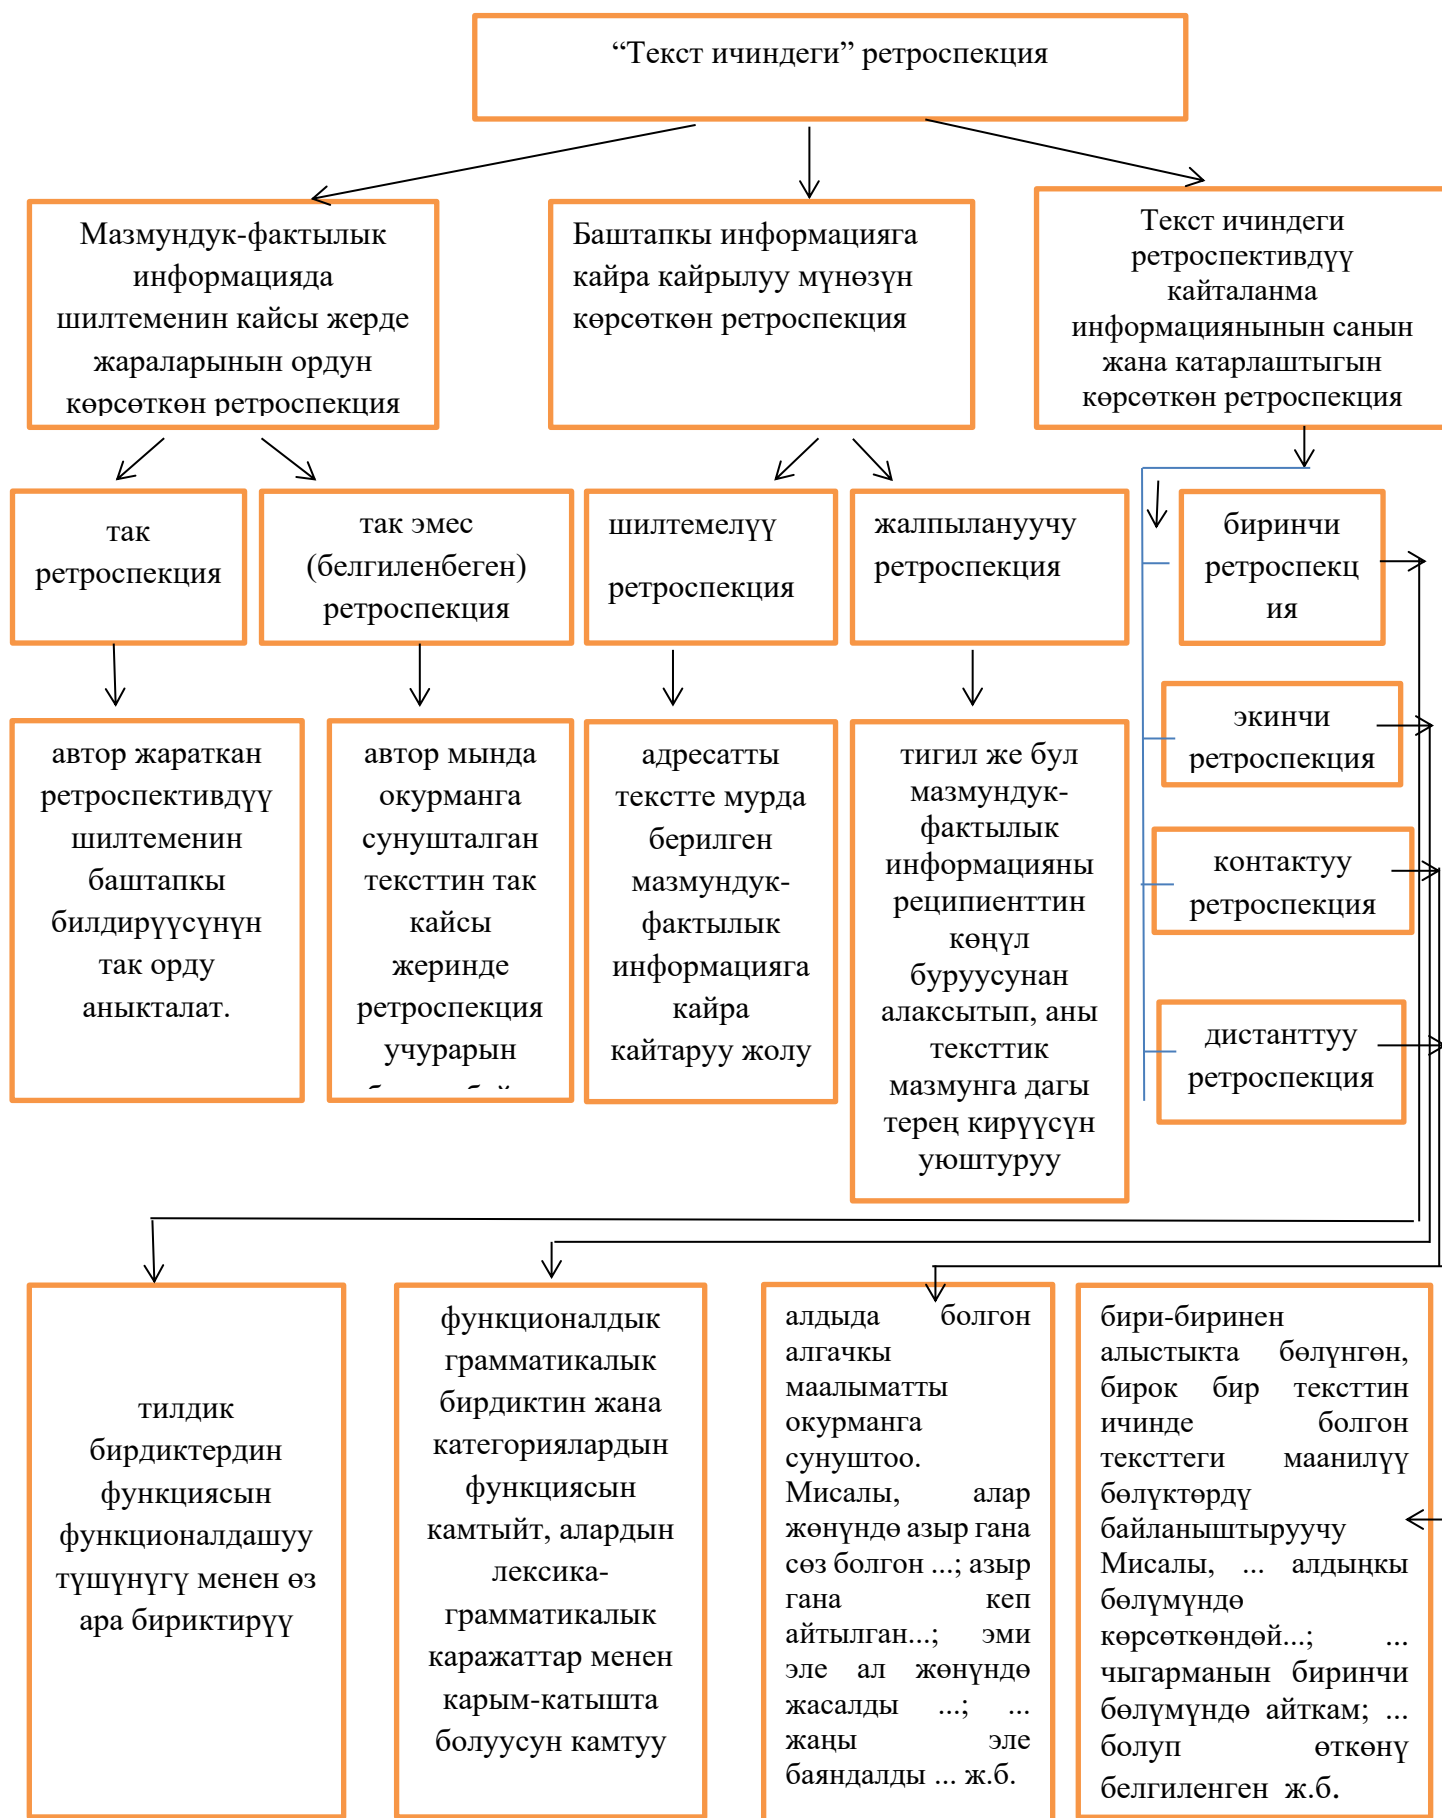 “Текст ичиндеги” ретроспекция
Мазмундук-фактылык
информацияда
шилтеменин кайсы жерде
жараларынын ордун
көрсөткөн ретроспекция
Баштапкы информацияга
кайра кайрылуу мүнөзүн
көрсөткөн ретроспекция
Текст ичиндеги
ретроспективдүү
кайталанма
информациянынын санын
жана катарлаштыгын
көрсөткөн ретроспекция
так
ретроспекция
так эмес
(белгиленбеген)
ретроспекция
шилтемелүү
ретроспекция
жалпылануучу
ретроспекция
биринчи
ретроспекц
ия
экинчи
ретроспекция
контактуу
ретроспекция
дистанттуу
ретроспекция
автор жараткан
ретроспективдүү
шилтеменин
баштапкы
билдирүүсүнүн
так орду
аныкталат.
автор мында
окурманга
сунушталган
тексттин так
кайсы
жеринде
ретроспекция
учурарын
адресатты
текстте мурда
берилген
мазмундук-
фактылык
информацияга
кайра
кайтаруу жолу
тигил же бул
мазмундук-
фактылык
информацияны
реципиенттин
көңүл
буруусунан
алаксытып, аны
тексттик
мазмунга дагы
терең кирүүсүн
уюштуруу
тилдик
бирдиктердин
функциясын
функционалдашуу
түшүнүгү менен өз
ара бириктирүү
функционалдык
грамматикалык
бирдиктин жана
категориялардын
функциясын
камтыйт, алардын
лексика-
грамматикалык
каражаттар менен
карым-катышта
болуусун камтуу
алдыда болгон
алгачкы
маалыматты
окурманга
сунуштоо.
Мисалы, алар
жөнүндө азыр гана
сөз болгон ...; азыр
гана кеп
айтылган...; эми
эле ал жөнүндө
жасалды ...; ...
жаңы эле
баяндалды ... ж.б.
бири-биринен
алыстыкта бөлүнгөн,
бирок бир тексттин
ичинде болгон
тексттеги маанилүү
бөлүктөрдү
байланыштыруучу
Мисалы, ... алдыңкы
бөлүмүндө
көрсөткөндөй...; ...
чыгарманын биринчи
бөлүмүндө айткам; ...
болуп өткөнү
белгиленген ж.б.